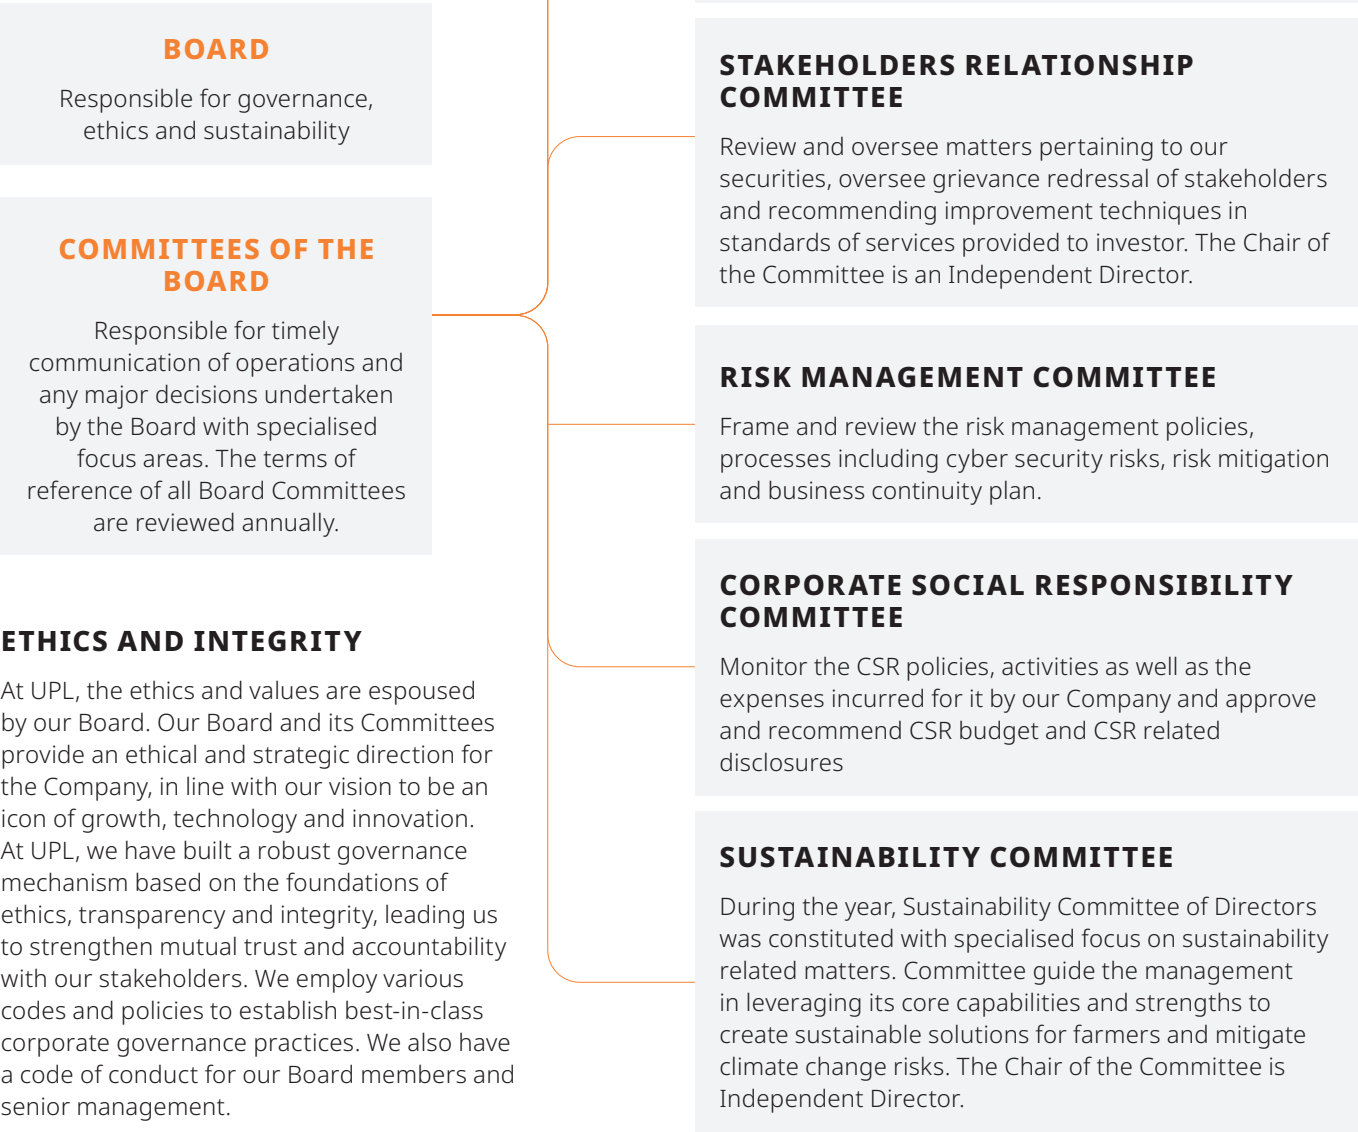 BOARD
Responsible for governance,
ethics and sustainability
COMMITTEES OF THE
BOARD
Responsible for timely
communication of operations and
any major decisions undertaken
by the Board with specialised
focus areas. The terms of
reference of all Board Committees
are reviewed annually.
ETHICS AND INTEGRITY
At UPL, the ethics and values are espoused
by our Board. Our Board and its Committees
provide an ethical and strategic direction for
the Company, in line with our vision to be an
icon of growth, technology and innovation.
At UPL, we have built a robust governance
mechanism based on the foundations of
ethics, transparency and integrity, leading us
to strengthen mutual trust and accountability
with our stakeholders. We employ various
codes and policies to establish best-in-class
corporate governance practices. We also have
a code of conduct for our Board members and
senior management.
STAKEHOLDERS RELATIONSHIP
COMMITTEE
Review and oversee matters pertaining to our
securities, oversee grievance redressal of stakeholders
and recommending improvement techniques in
standards of services provided to investor. The Chair of
the Committee is an Independent Director.
RISK MANAGEMENT COMMITTEE
Frame and review the risk management policies,
processes including cyber security risks, risk mitigation
and business continuity plan.
CORPORATE SOCIAL RESPONSIBILITY
COMMITTEE
Monitor the CSR policies, activities as well as the
expenses incurred for it by our Company and approve
and recommend CSR budget and CSR related
disclosures
SUSTAINABILITY COMMITTEE
During the year, Sustainability Committee of Directors
was constituted with specialised focus on sustainability
related matters. Committee guide the management
in leveraging its core capabilities and strengths to
create sustainable solutions for farmers and mitigate
climate change risks. The Chair of the Committee is
Independent Director.